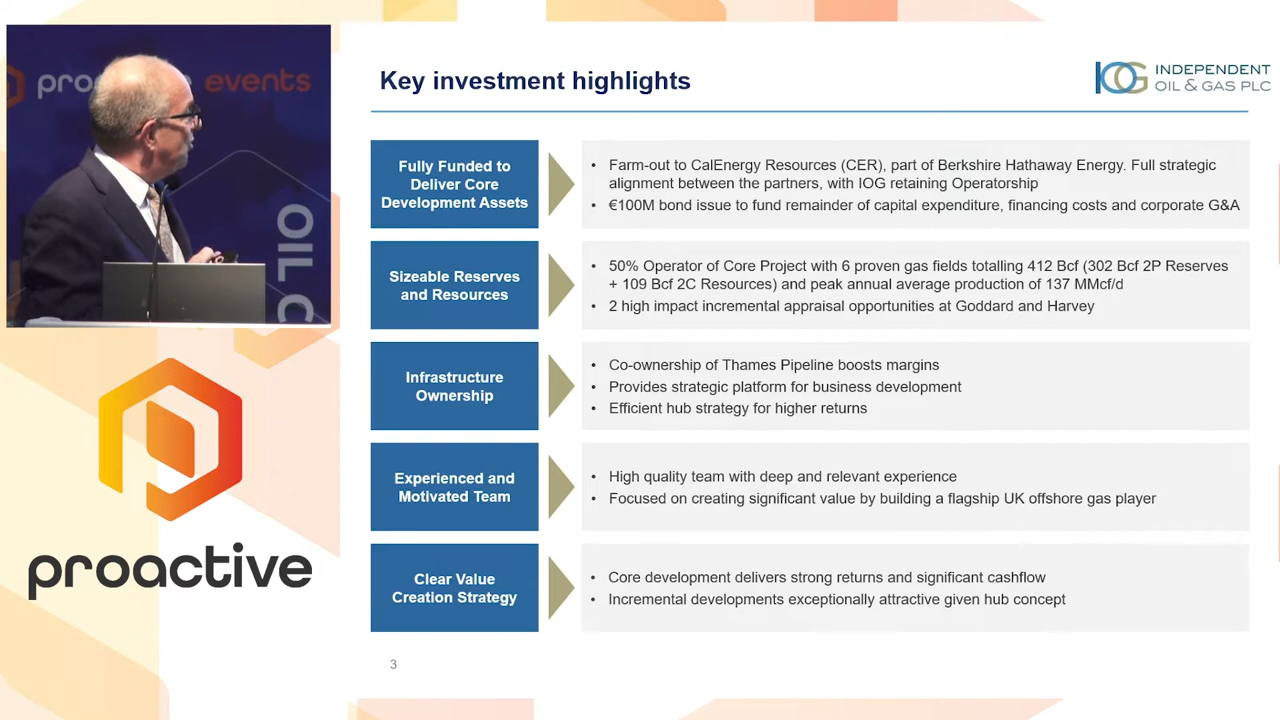 proactive events
OIL C
proactive
Key investment highlights
IOG INDEPENDENT
OIL & GAS PLC
Fully Funded to
Deliver Core
Development Assets
• Farm-out to CalEnergy Resources (CER), part of Berkshire Hathaway Energy. Full strategic
alignment between the partners, with IOG retaining Operatorship
• €100M bond issue to fund remainder of capital expenditure, financing costs and corporate G&A
Sizeable Reserves
and Resources
• 50% Operator of Core Project with 6 proven gas fields totalling 412 Bcf (302 Bcf 2P Reserves
+ 109 Bcf 2C Resources) and peak annual average production of 137 MMcf/d
• 2 high impact incremental appraisal opportunities at Goddard and Harvey
Infrastructure
Ownership
• Co-ownership of Thames Pipeline boosts margins
• Provides strategic platform for business development
• Efficient hub strategy for higher returns
Experienced and
Motivated Team
• High quality team with deep and relevant experience
• Focused on creating significant value by building a flagship UK offshore gas player
Clear Value
Creation Strategy
• Core development delivers strong returns and significant cashflow
• Incremental developments exceptionally attractive given hub concept
3